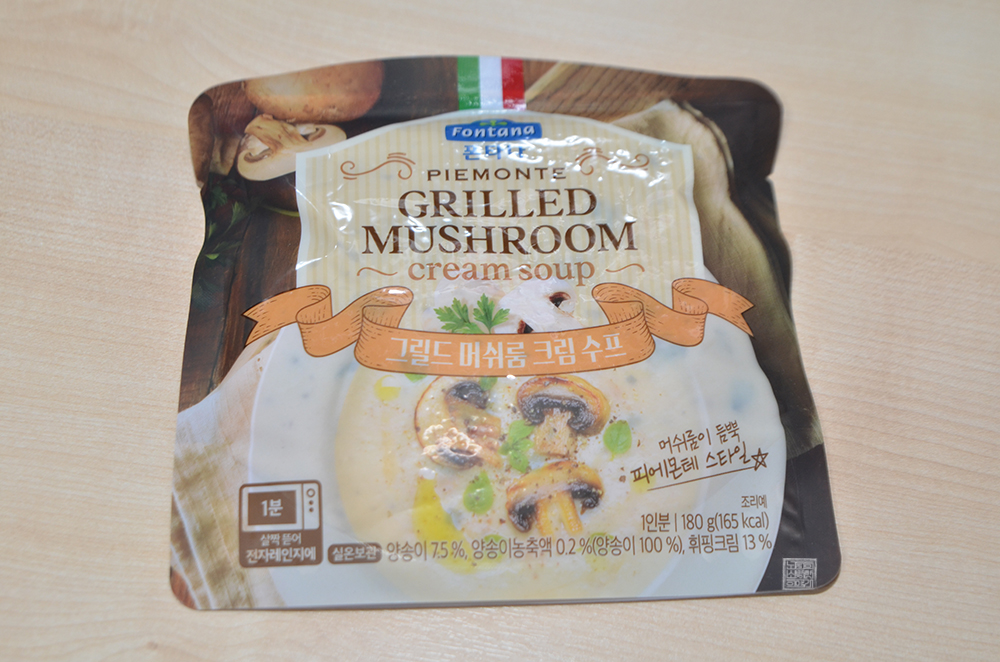 Fontana
폰타나
PIEMONTE
GRILLED
MUSHROOM
cream soup
그릴드 머쉬룸 크림 수프
머쉬룸이 듬뿍
피에몬테 스타일
조리예
1인분 | 180 g(165 kcal)
1분
살짝 뜯어
전자레인지에
실온보관 양송이 7.5 %, 양송이농축액 0.2 %(양송이 100 %), 휘핑크림 13 %